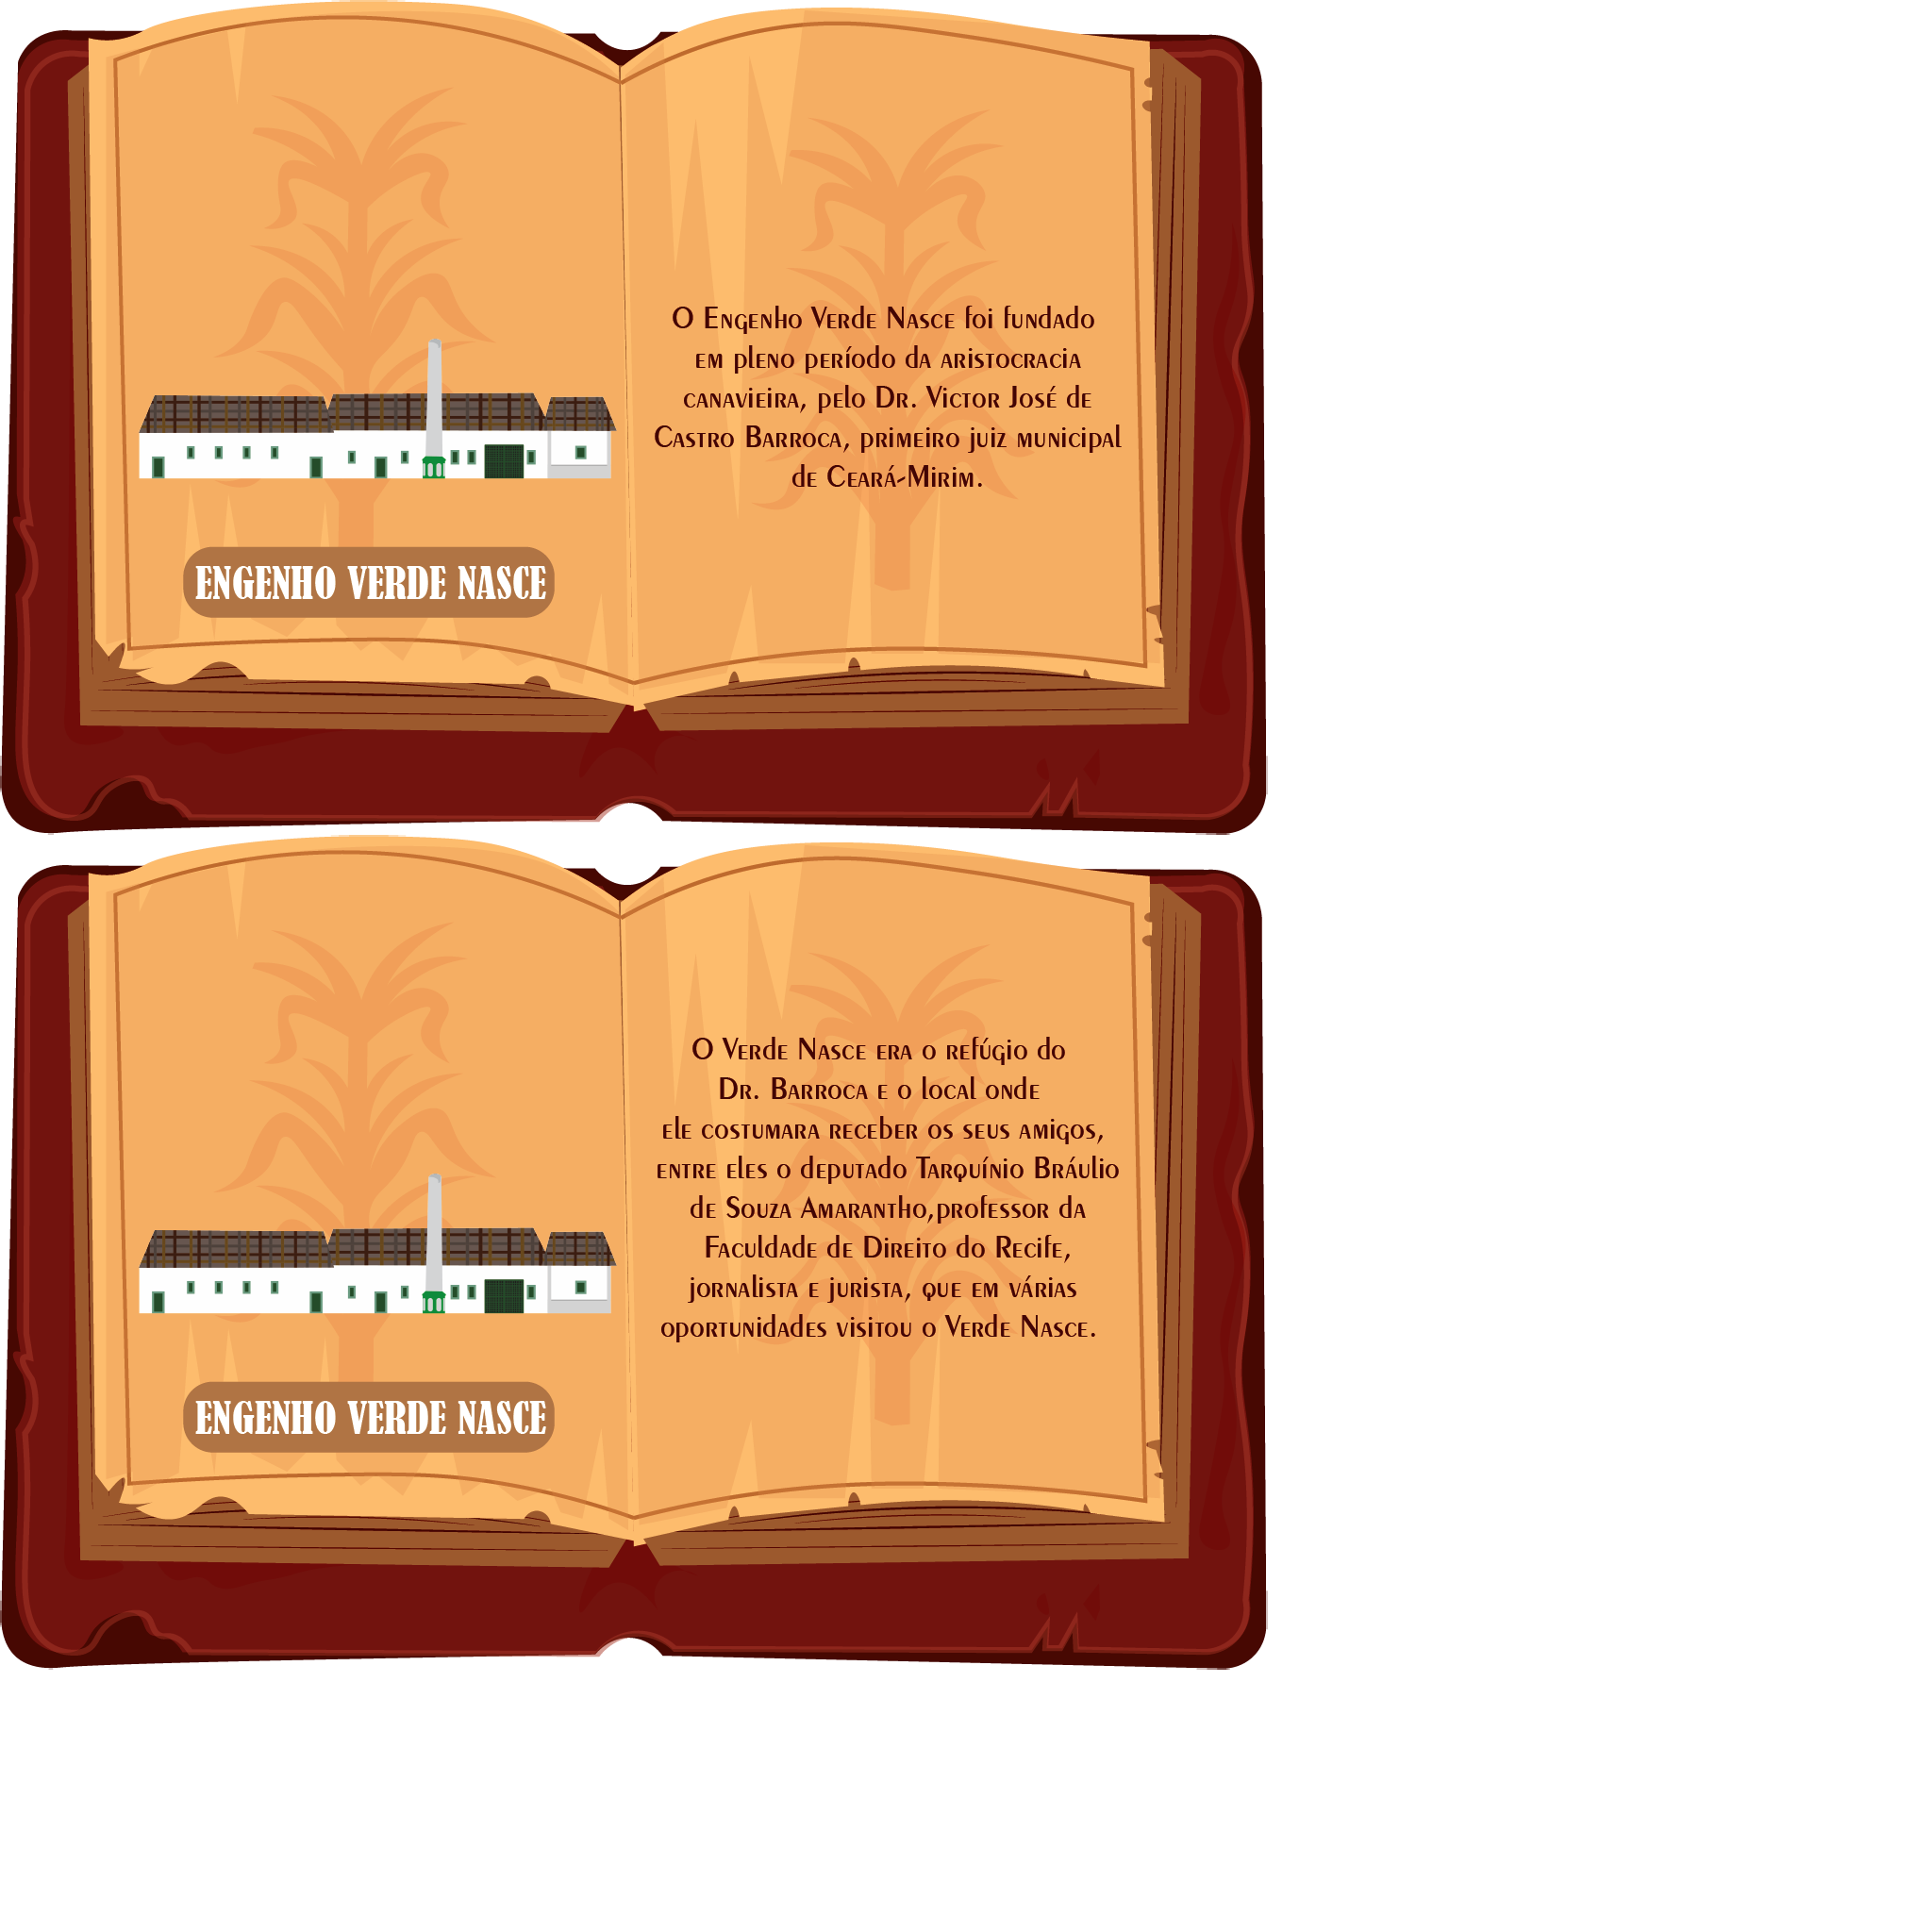 O Engenho Verde Nasce foi fundado
em pleno período da aristocracia
canavieira, pelo Dr. Victor José de
Castro Barroca, primeiro juiz municipal
de Ceará-Mirim.
ENGENHO VERDE NASCE
O Verde Nasce era o refúgio do
Dr. Barroca e o local onde
ele costumara receber os seus amigos,
entre eles o deputado Tarquínio Bráulio
de Souza Amarantho,professor da
Faculdade de Direito do Recife,
jornalista e jurista, que em várias
oportunidades visitou o Verde Nasce.
ENGENHO VERDE NASCE